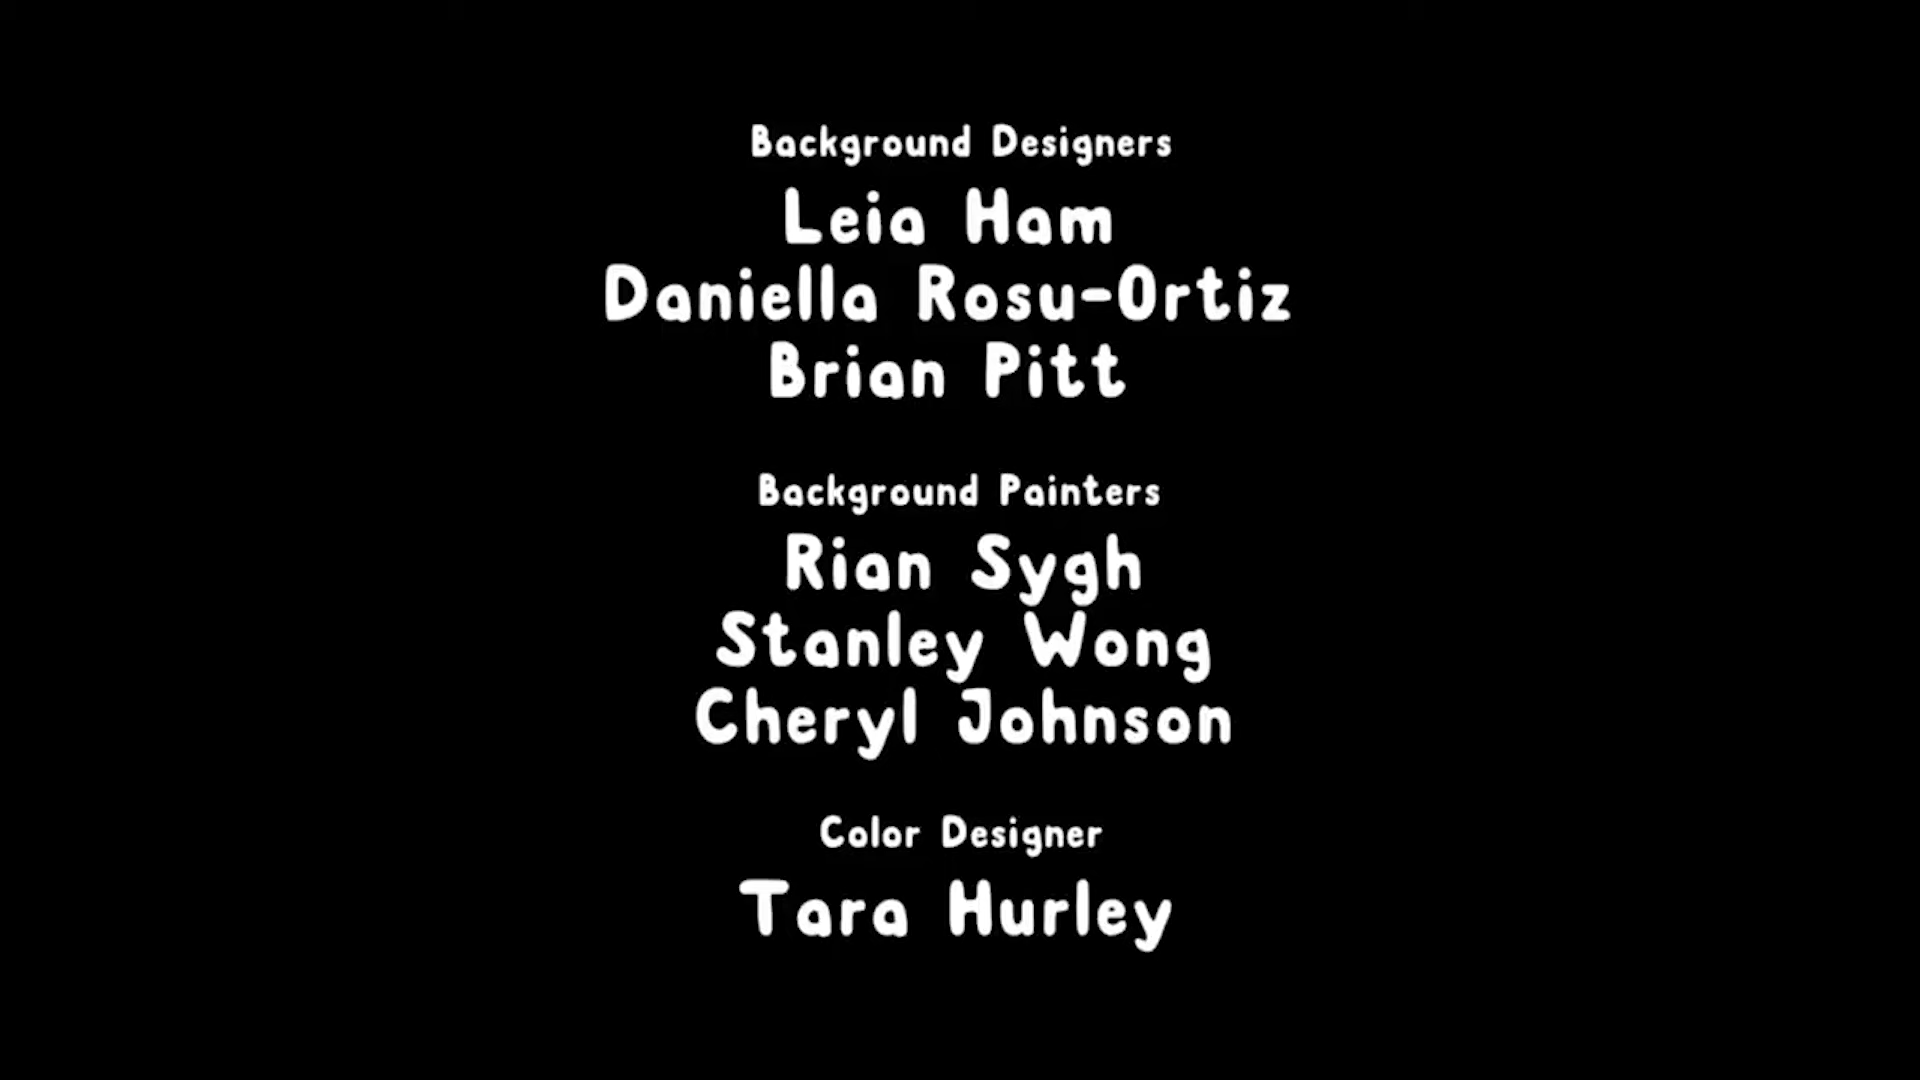 Background Designers
Leia Ham
Daniella Rosu-Ortiz
Brian Pitt
Background Painters
Rian Sygh
Stanley Wong
Cheryl Johnson
Color Designer
Tara Hurley